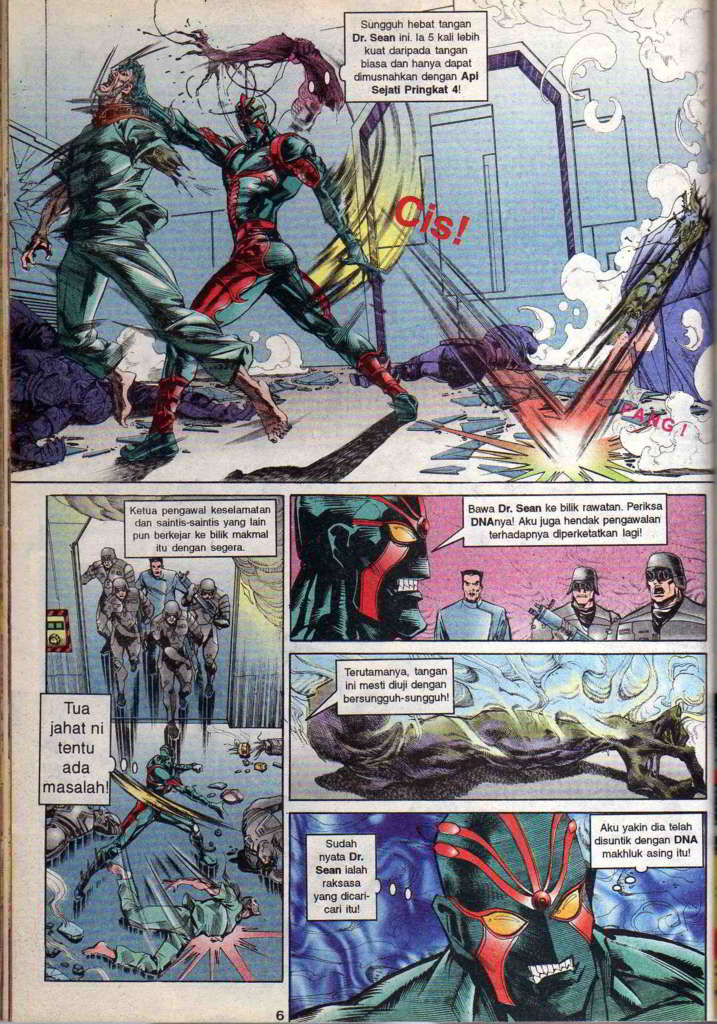 Sungguh hebat tangan
Dr. Sean ini. Ia 5 kali lebih
kuat daripada tangan
biasa dan hanya dapat
dimusnahkan dengan Api
Sejati Pringkat 4!
Cis!
PANG!
Ketua pengawal keselamatan
dan saintis-saintis yang lain
pun berkejar ke bilik makmal
itu dengan segera.
Bawa Dr. Sean ke bilik rawatan. Periksa
DNAnya! Aku juga hendak pengawalan
terhadapnya diperketatkan lagi!
Tua
jahat ni
tentu
ada
masalah!
Terutamanya, tangan
ini mesti diuji dengan
bersungguh-sungguh!
Sudah
nyata Dr.
Sean ialah
raksasa
yang dicari-
cari itu!
Aku yakin dia telah
disuntik dengan DNA
makhluk asing itu!
6